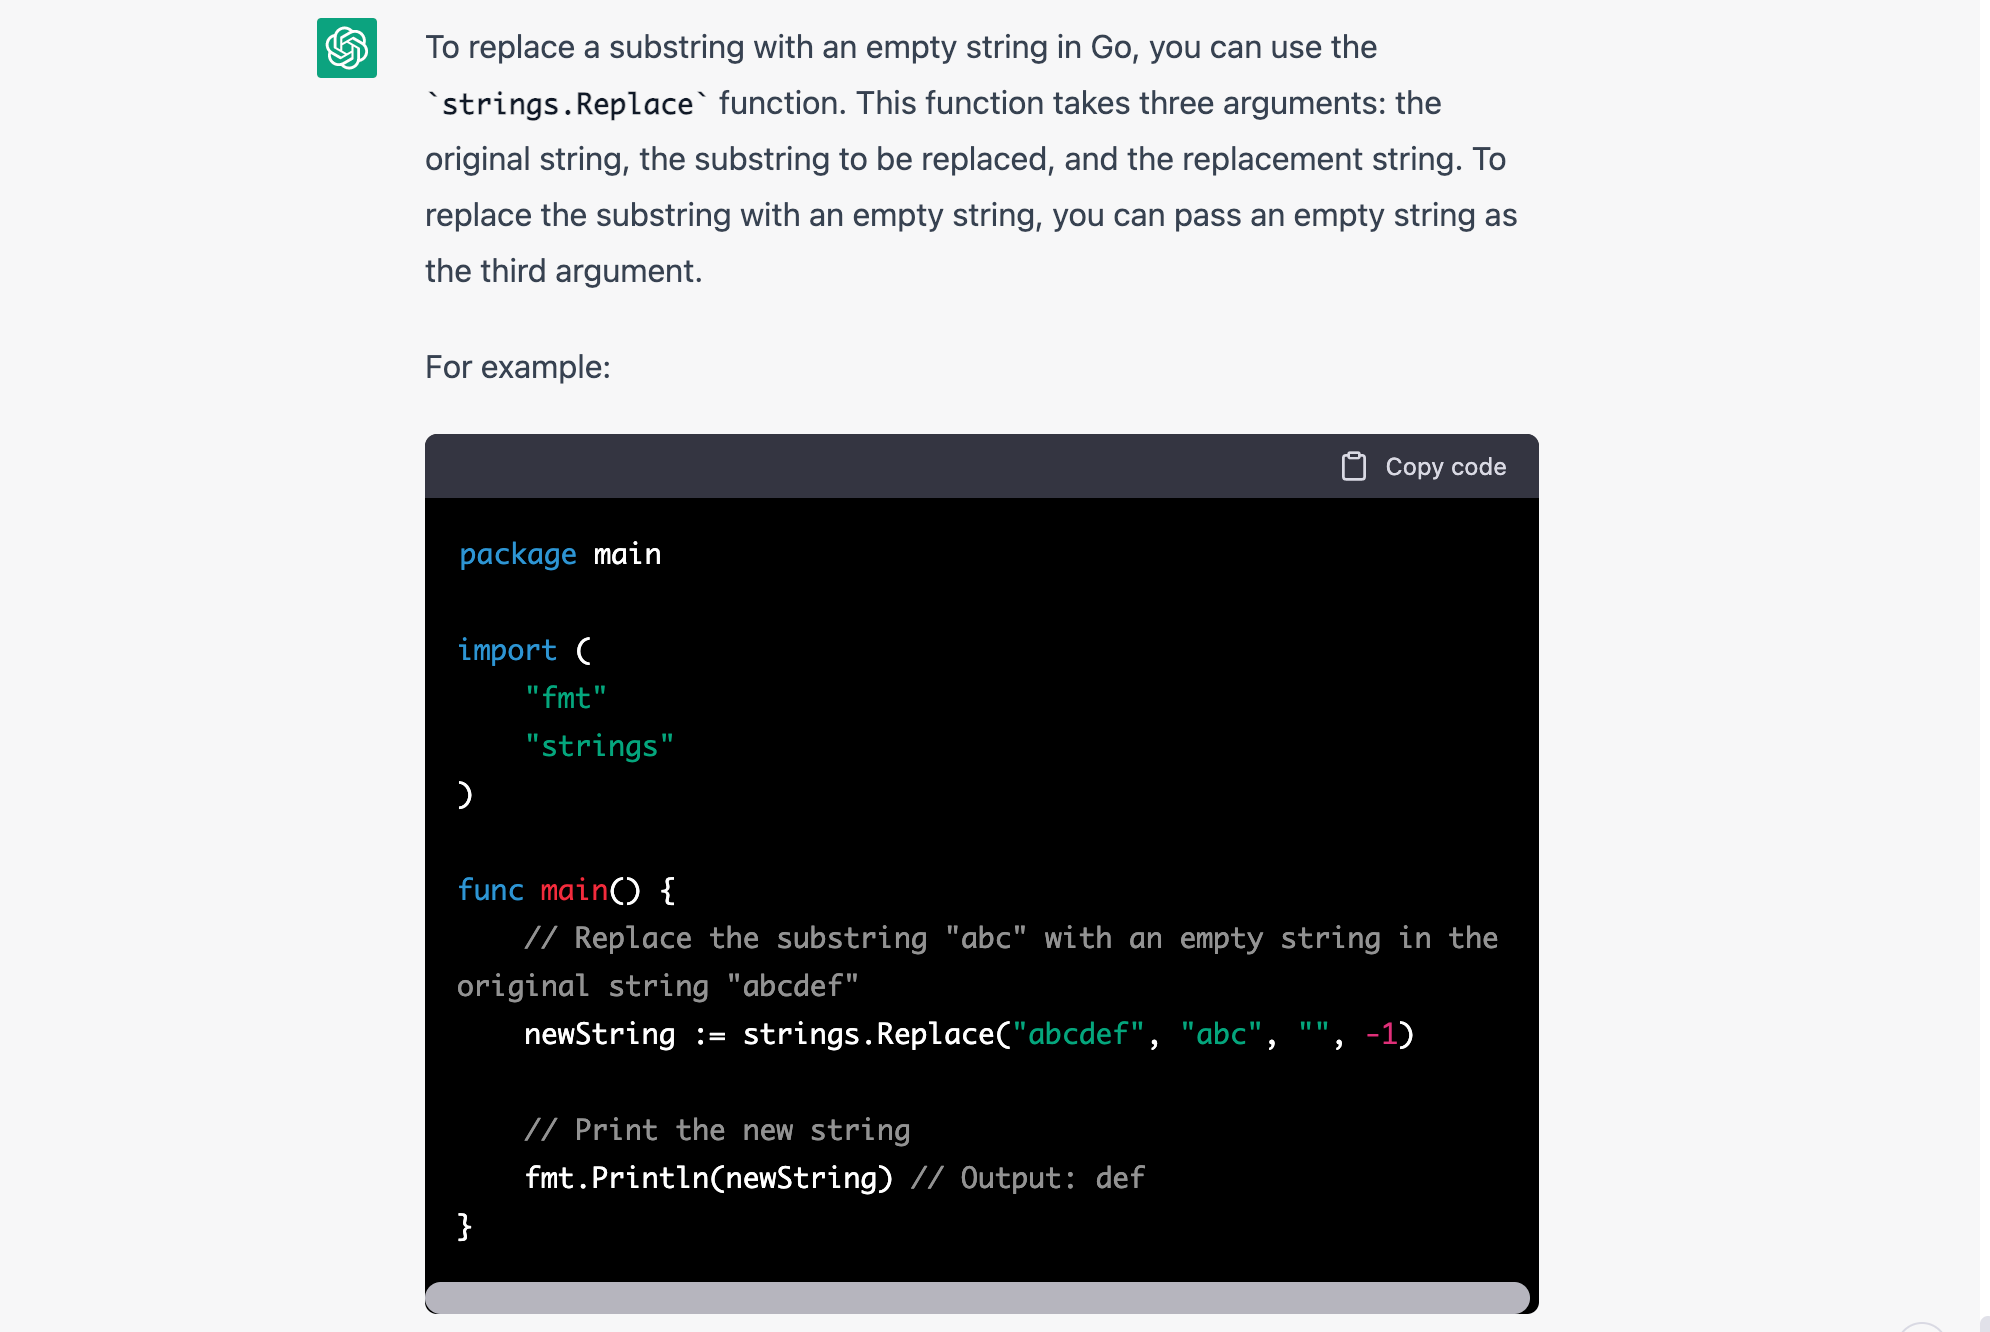 To replace a substring with an empty string in Go, you can use the
`strings.Replace` function. This function takes three arguments: the
original string, the substring to be replaced, and the replacement string. To
replace the substring with an empty string, you can pass an empty string as
the third argument.
For example:
Copy code
package main
import (
    "fmt"
    "strings"
)
func main() {
    // Replace the substring "abc" with an empty string in the
original string "abcdef"
    newString := strings.Replace("abcdef", "abc", "", -1)
    // Print the new string
    fmt.Println(newString) // Output: def
}